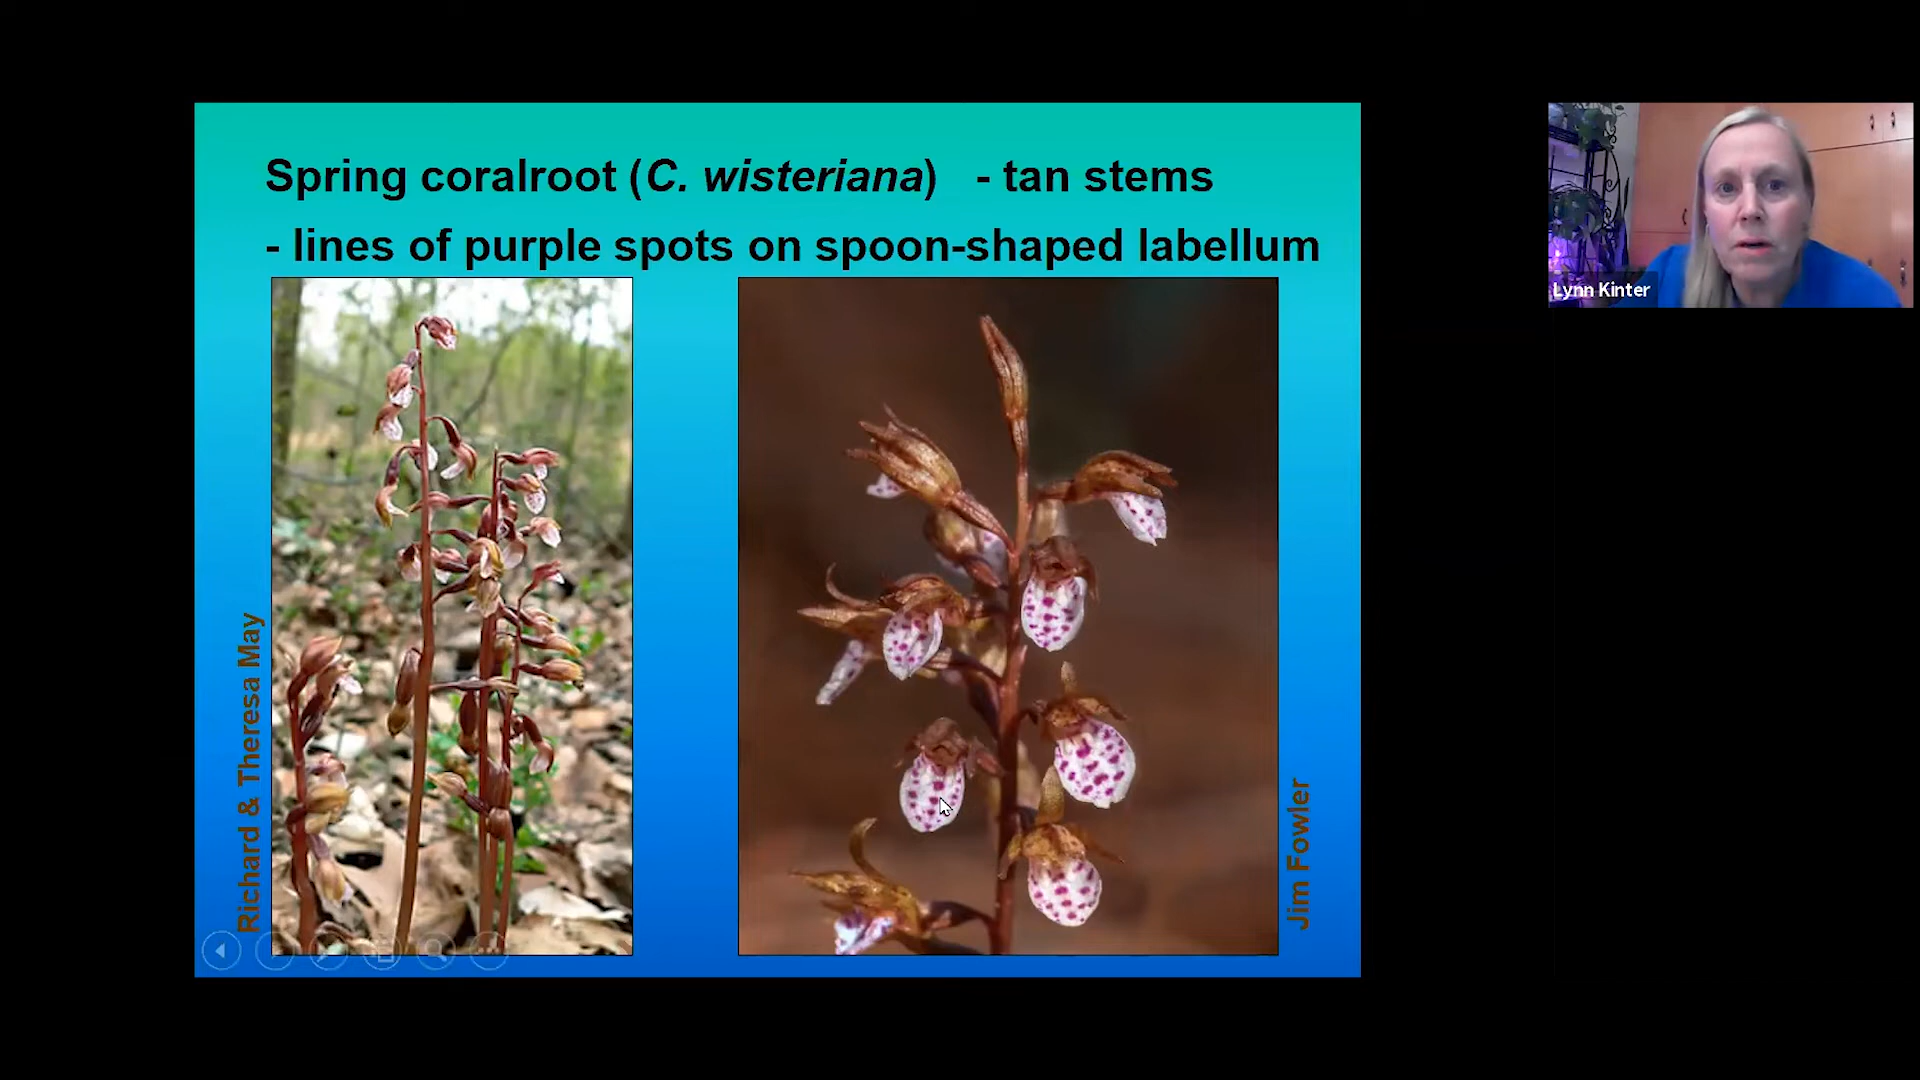 Spring coralroot (C. wisteriana) - tan stems
- lines of purple spots on spoon-shaped labellum
Richard & Theresa May
Jim Fowler
Lynn Kinter